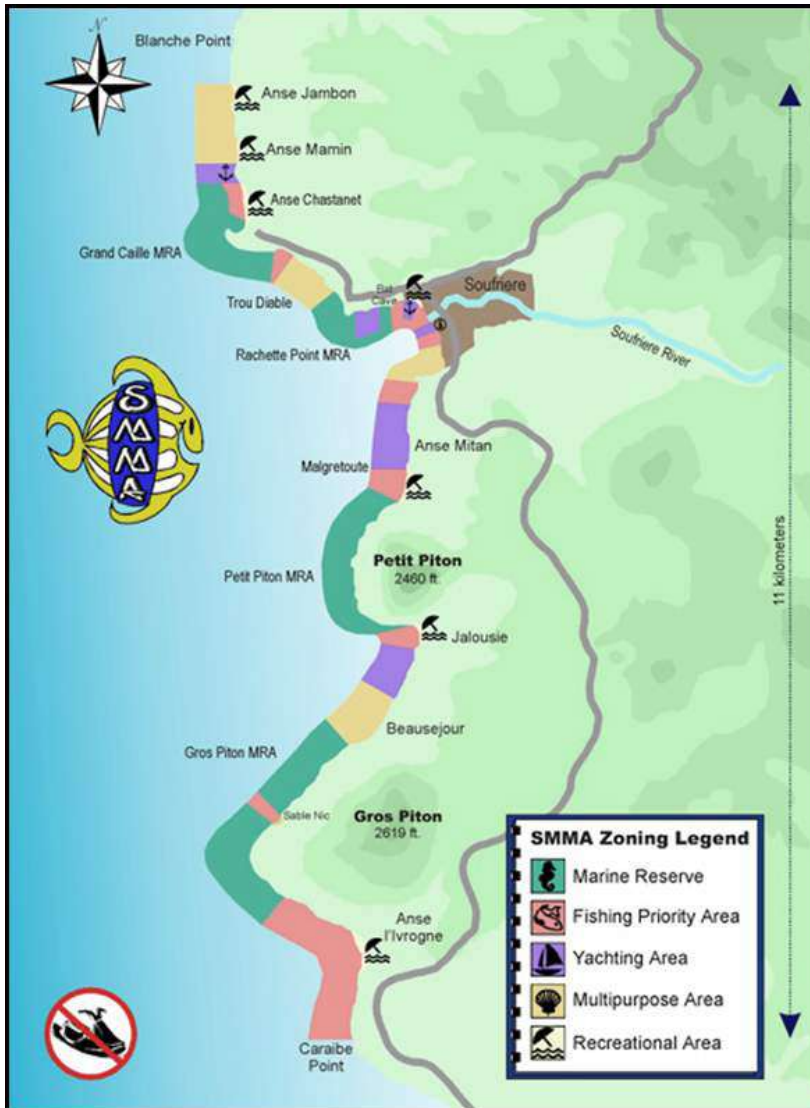 N
Blanche Point
Anse Jambon
Anse Mamin
Anse Chastanet
Grand Caille MRA
Trou Diable
Bat
Cave
Soufriere
Rachette Point MRA
Soufriere River
SMMA
Anse Mitan
Malgretoute
Petit Piton
2460 ft.
Petit Piton MRA
11 kilometers
Jalousie
Beausejour
Gros Piton MRA
Sable Nic
Gros Piton
2619 ft.
Anse
l'Ivrogne
Caraibe
Point
SMMA Zoning Legend
Marine Reserve
Fishing Priority Area
Yachting Area
Multipurpose Area
Recreational Area